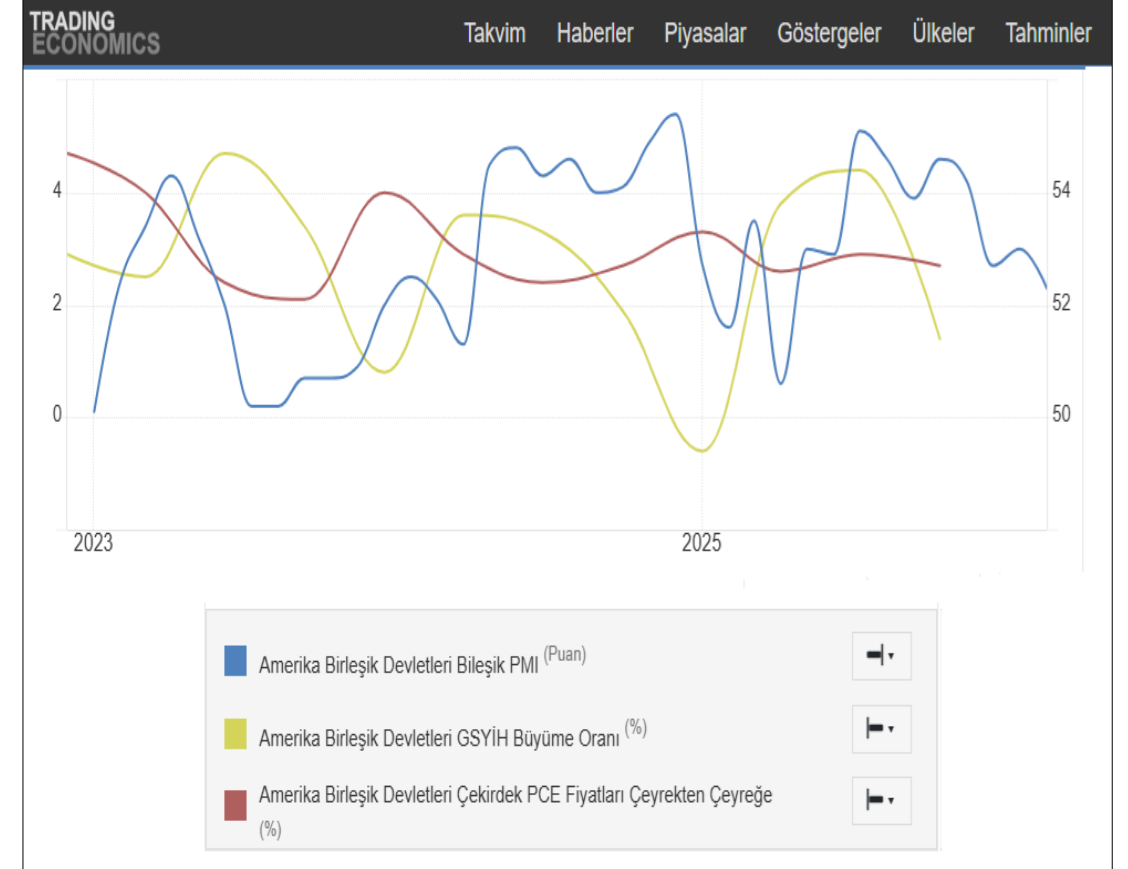 TRADING
ECONOMICS
Takvim Haberler Piyasalar Göstergeler Ülkeler Tahminler
4 54
2 52
0 50
2023 2025
Amerika Birleşik Devletleri Bileşik PMI (Puan)
Amerika Birleşik Devletleri GSYİH Büyüme Oranı (%)
Amerika Birleşik Devletleri Çekirdek PCE Fiyatları Çeyrekten Çeyreğe
(%)